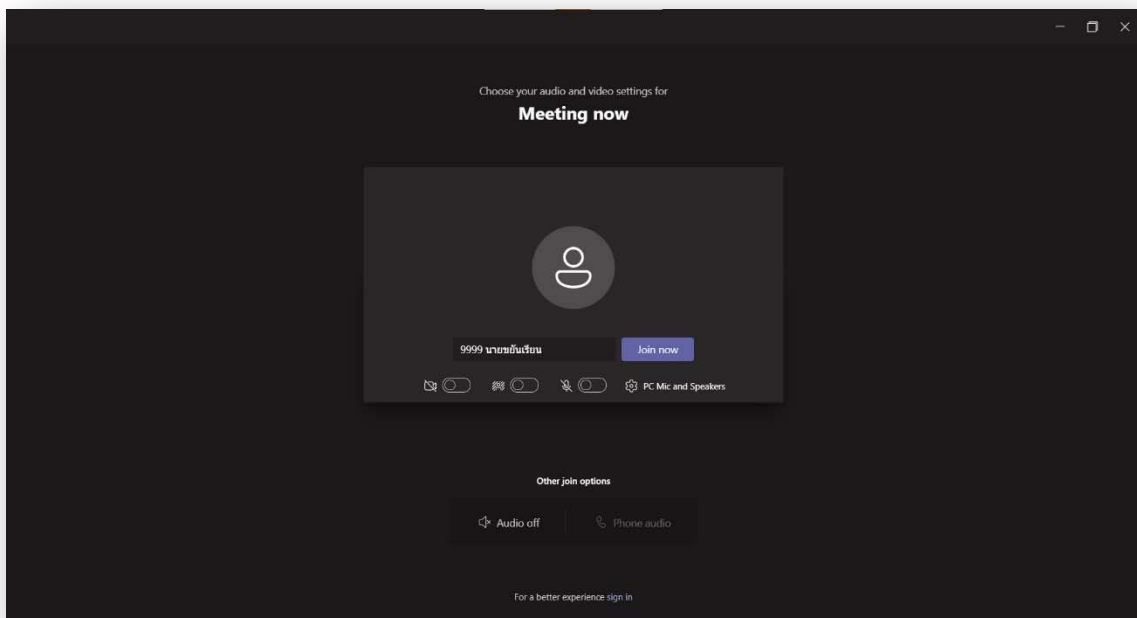 Choose your audio and video settings for
Meeting now
9999 นายขยันเรียน
Join now
PC Mic and Speakers
Other join options
Audio off
Phone audio
For a better experience sign in